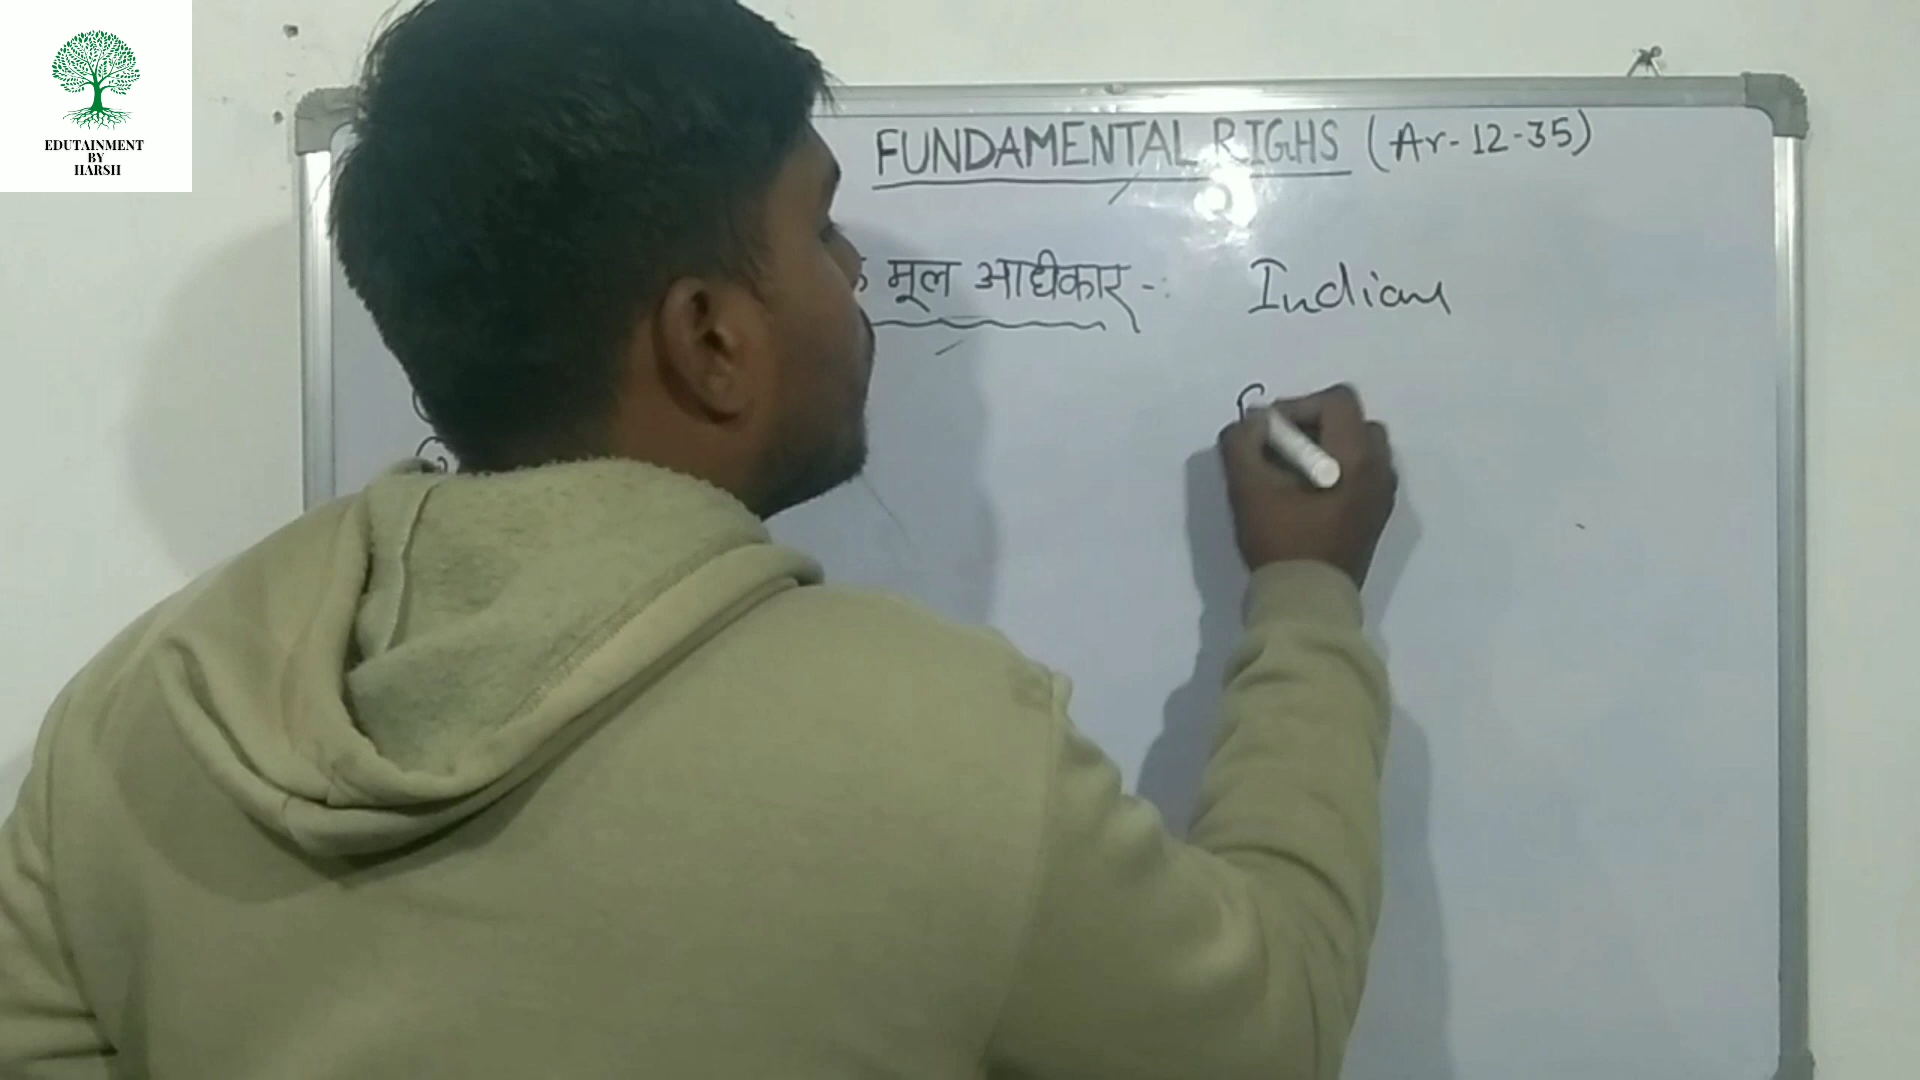 EDUTAINMENT
BY
HARSH
FUNDAMENTAL RIGHS (Ar-12-35)
मूल आधीकार-: Indian